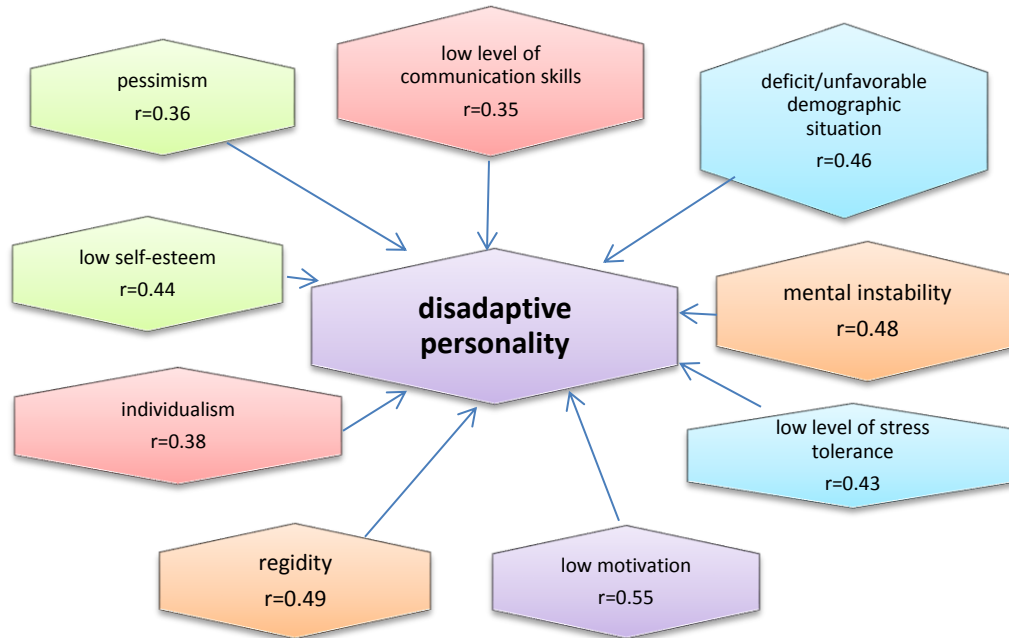 pessimism
r=0.36
low level of
communication skills
r=0.35
deficit/unfavorable
demographic
situation
r=0.46
low self-esteem
r=0.44
disadaptive
personality
mental instability
r=0.48
individualism
r=0.38
low level of stress
tolerance
r=0.43
regidity
r=0.49
low motivation
r=0.55